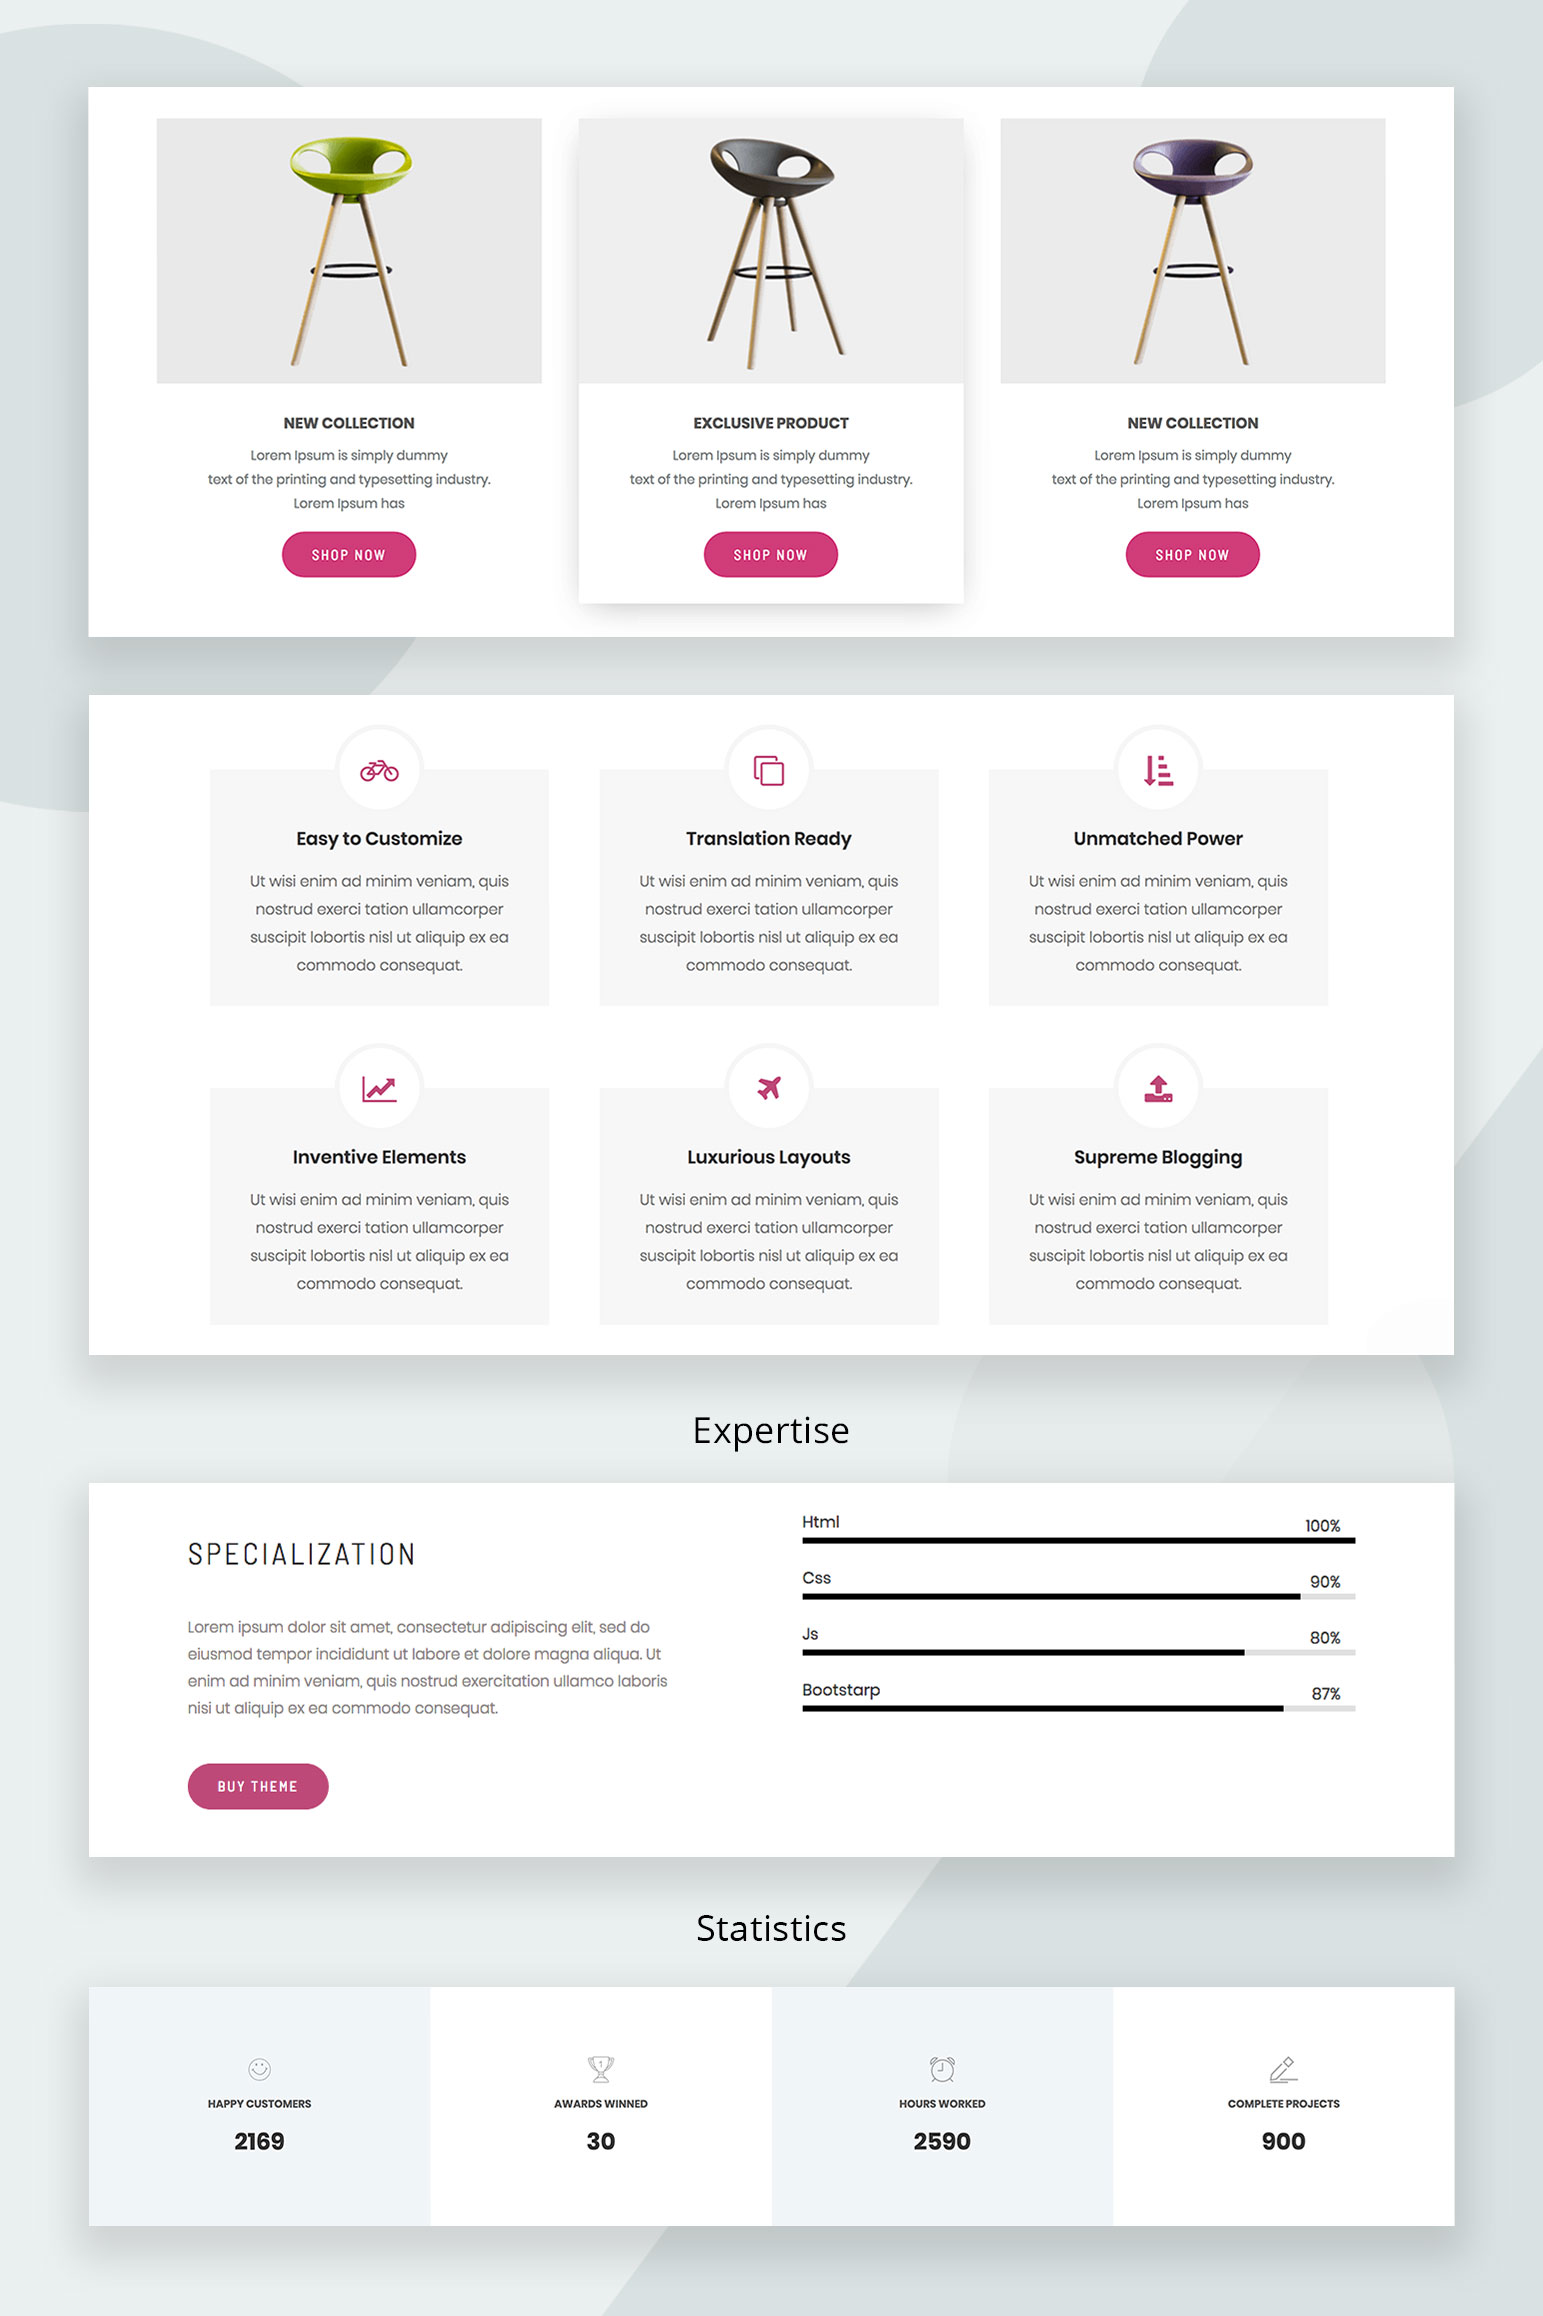 NEW COLLECTION
Lorem Ipsum is simply dummy
text of the printing and typesetting industry.
Lorem Ipsum has
SHOP NOW
EXCLUSIVE PRODUCT
Lorem Ipsum is simply dummy
text of the printing and typesetting industry.
Lorem Ipsum has
SHOP NOW
NEW COLLECTION
Lorem Ipsum is simply dummy
text of the printing and typesetting industry.
Lorem Ipsum has
SHOP NOW
Easy to Customize
Ut wisi enim ad minim veniam, quis
nostrud exerci tation ullamcorper
suscipit lobortis nisl ut aliquip ex ea
commodo consequat.
Translation Ready
Ut wisi enim ad minim veniam, quis
nostrud exerci tation ullamcorper
suscipit lobortis nisl ut aliquip ex ea
commodo consequat.
Unmatched Power
Ut wisi enim ad minim veniam, quis
nostrud exerci tation ullamcorper
suscipit lobortis nisl ut aliquip ex ea
commodo consequat.
Inventive Elements
Ut wisi enim ad minim veniam, quis
nostrud exerci tation ullamcorper
suscipit lobortis nisl ut aliquip ex ea
commodo consequat.
Luxurious Layouts
Ut wisi enim ad minim veniam, quis
nostrud exerci tation ullamcorper
suscipit lobortis nisl ut aliquip ex ea
commodo consequat.
Supreme Blogging
Ut wisi enim ad minim veniam, quis
nostrud exerci tation ullamcorper
suscipit lobortis nisl ut aliquip ex ea
commodo consequat.
Expertise
SPECIALIZATION
Lorem ipsum dolor sit amet, consectetur adipiscing elit, sed do
eiusmod tempor incididunt ut labore et dolore magna aliqua. Ut
enim ad minim veniam, quis nostrud exercitation ullamco laboris
nisi ut aliquip ex ea commodo consequat.
BUY THEME
Html 100%
Css 90%
Js 80%
Bootstarp 87%
Statistics
HAPPY CUSTOMERS
2169
1
AWARDS WINNED
30
HOURS WORKED
2590
COMPLETE PROJECTS
900